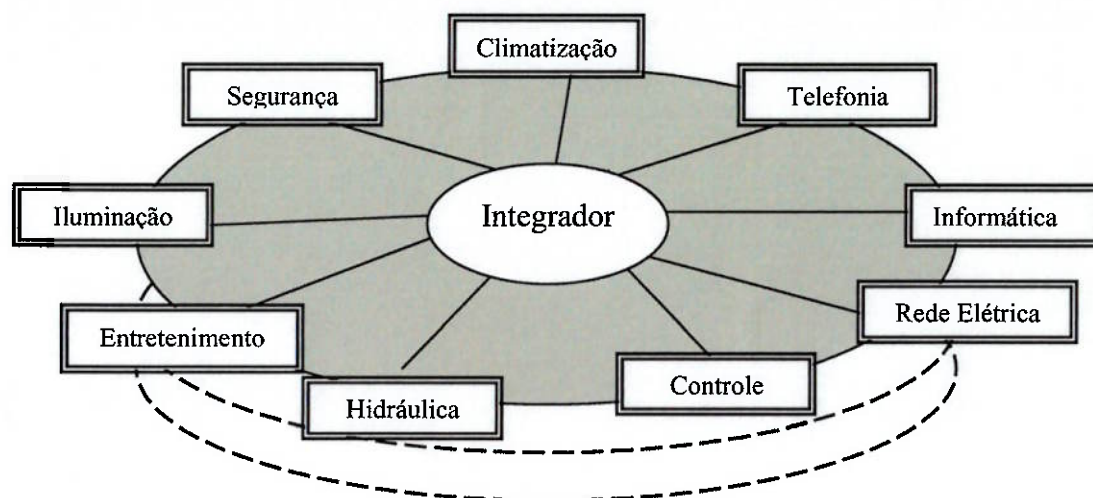 Climatização
Segurança
Telefonia
Iluminação
Integrador
Informática
Entretenimento
Rede Elétrica
Hidráulica
Controle